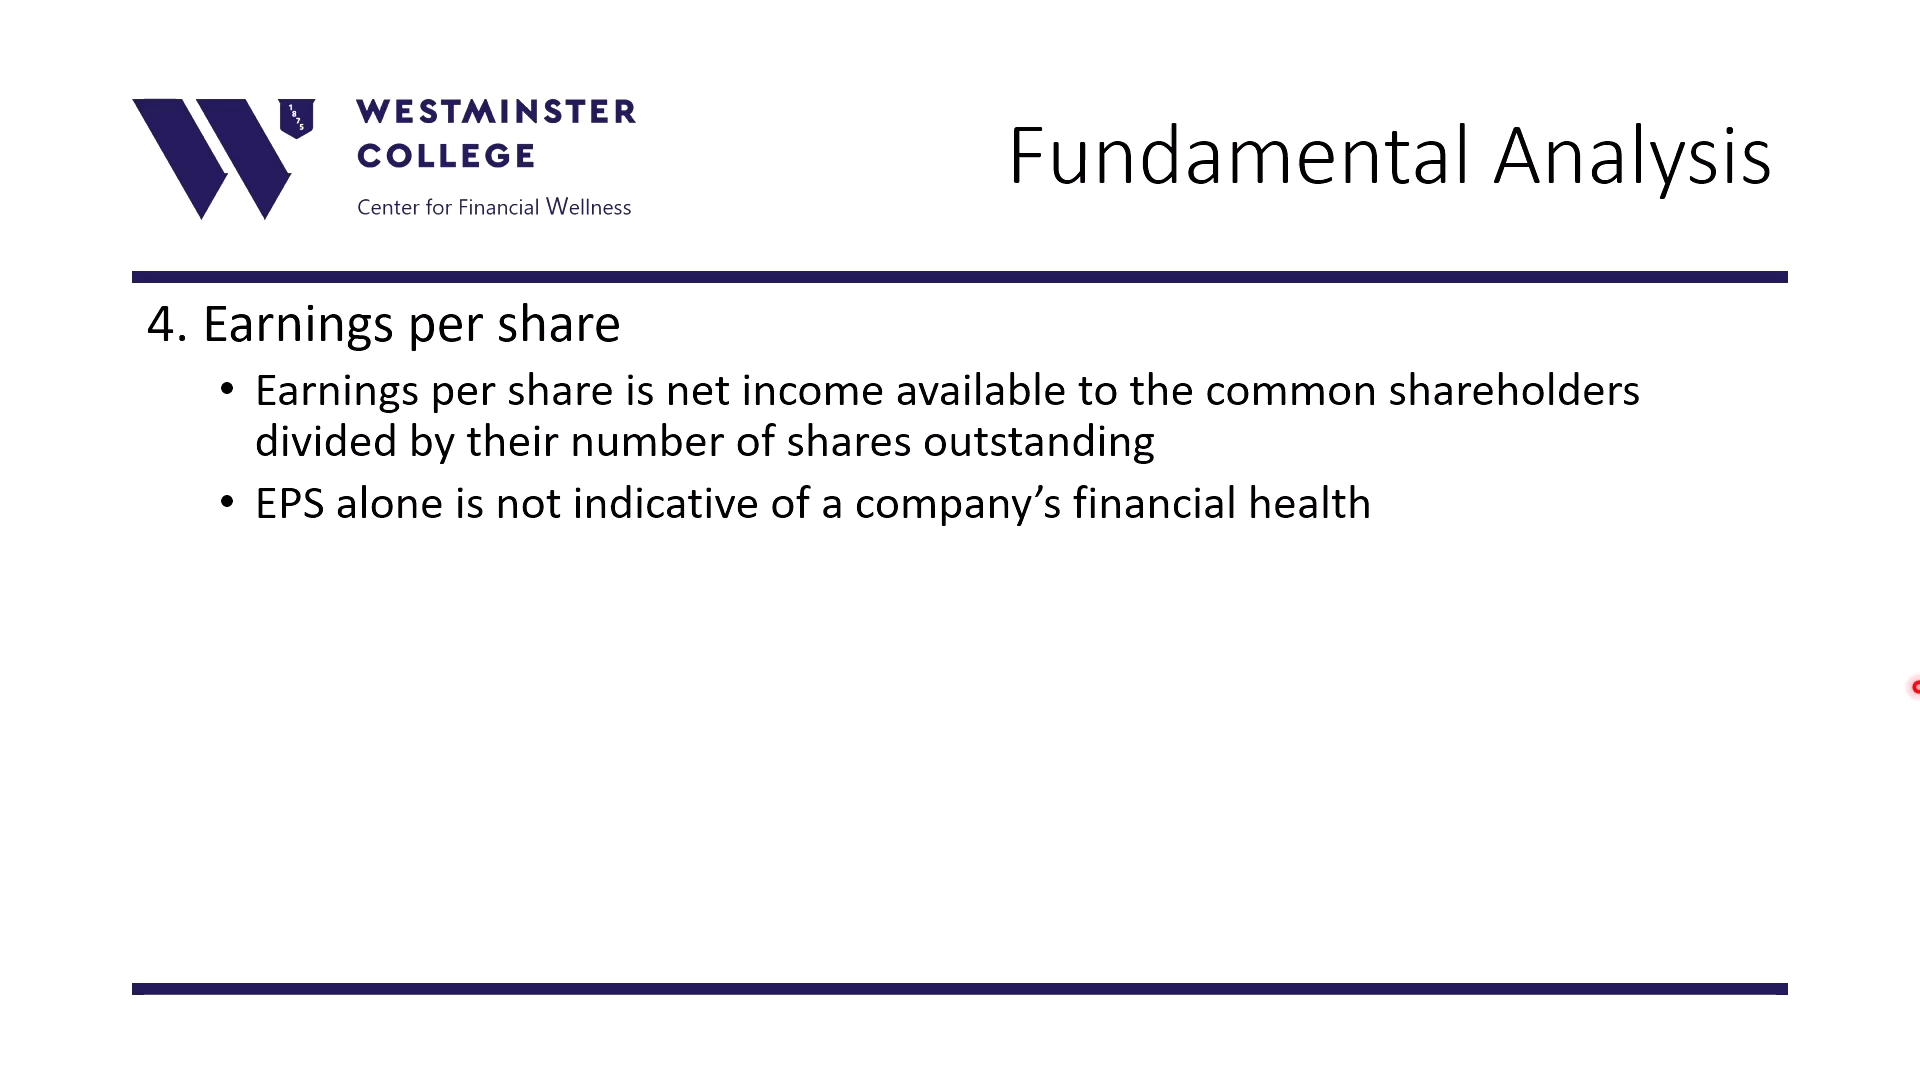 1875
WESTMINSTER
COLLEGE
Center for Financial Wellness
Fundamental Analysis
4. Earnings per share
• Earnings per share is net income available to the common shareholders
divided by their number of shares outstanding
• EPS alone is not indicative of a company’s financial health